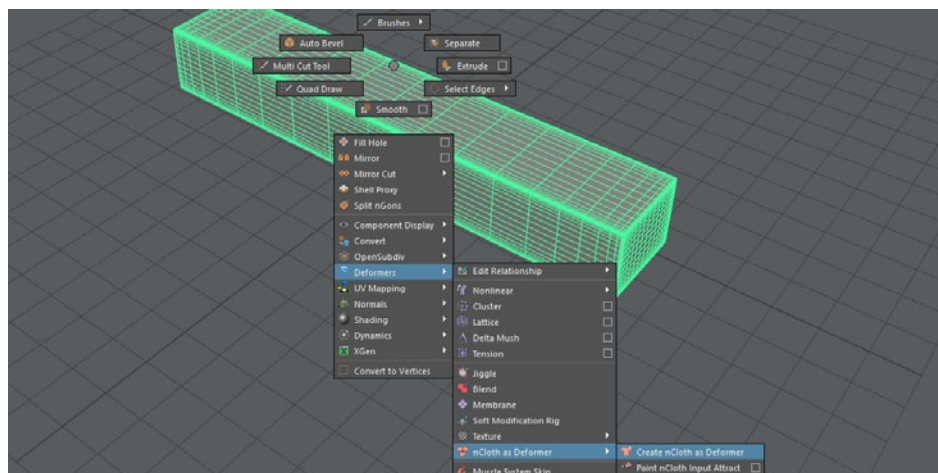 Brushes
Auto Bevel
Separate
Multi Cut Tool
Extrude
Quad Draw
Select Edges
Smooth
Fill Hole
Mirror
Mirror Cut
Shell Proxy
Split nGons
Component Display
Convert
OpenSubdiv
Deformers
UV Mapping
Normals
Shading
Dynamics
XGen
Convert to Vertices
Edit Relationship
Nonlinear
Cluster
Lattice
Delta Mush
Tension
Jiggle
Blend
Membrane
Soft Modification Rig
Texture
nCloth as Deformer
Muscle System Skin
Create nCloth as Deformer
Paint nCloth Input Attract